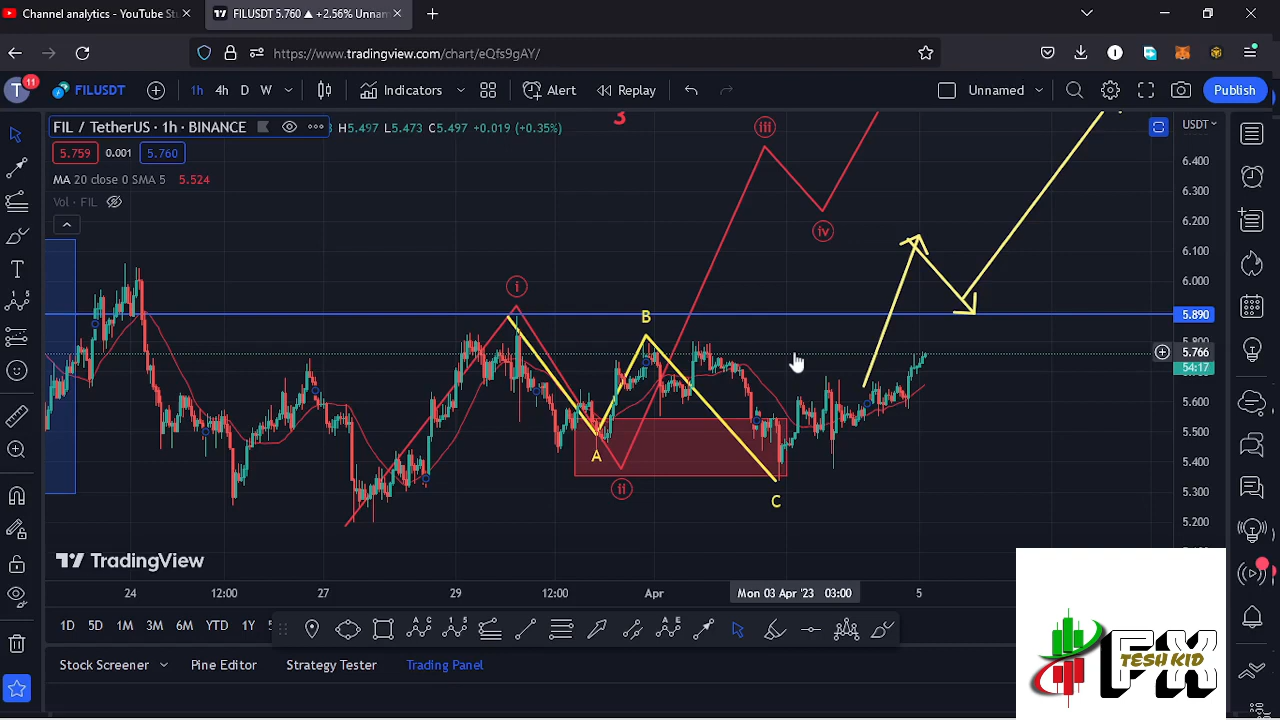 Channel analytics - YouTube St
FILUSDT 5.760 ▲ +2.56% Unnam
https://www.tradingview.com/chart/eQfs9gAY/
T 11 FILUSDT 1h 4h D W Indicators Alert Replay Unnamed Publish
FIL / TetherUS · 1h · BINANCE
H5.497 L5.473 C5.497 +0.019 (+0.35%)
USDT
5.759 0.001 5.760
MA 20 close 0 SMA 5 5.524
Vol · FIL
3
iii
iv
i
B
A
ii
C
6.400
6.300
6.200
6.100
6.000
5.890
5.766
54:17
5.600
5.500
5.400
5.300
5.200
TradingView
24 12:00 27 29 12:00 Apr Mon 03 Apr '23 03:00 5
1D 5D 1M 3M 6M YTD 1Y
Stock Screener Pine Editor Strategy Tester Trading Panel
FX
TESH KID